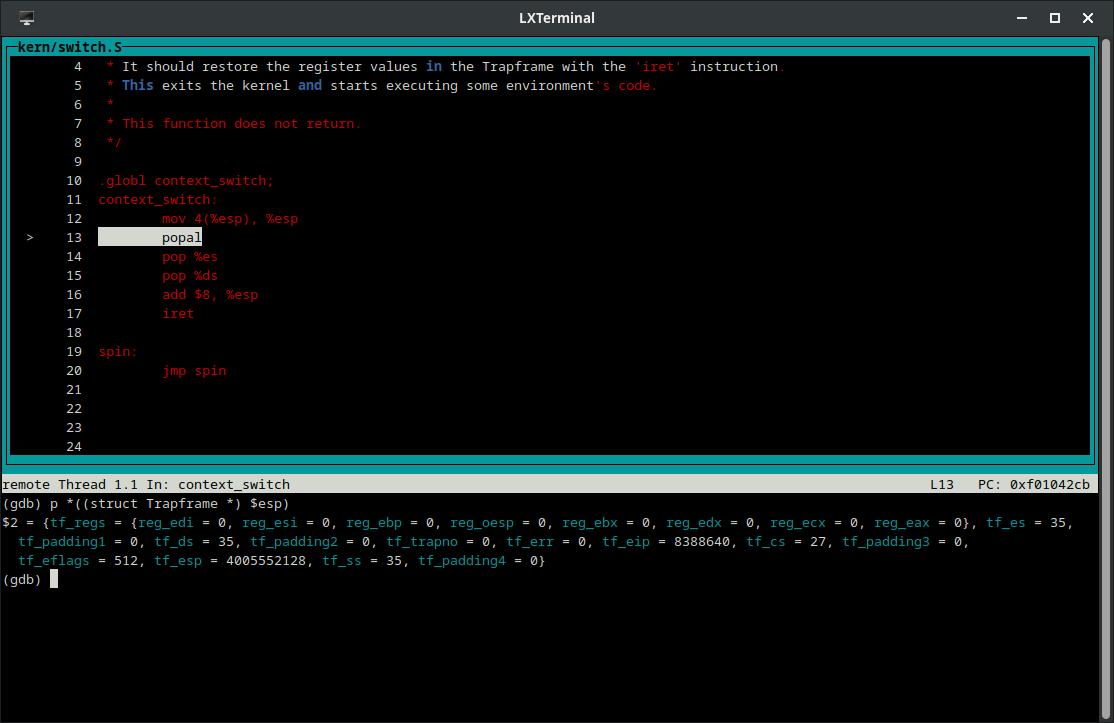 LXTerminal
kern/switch.S
4 * It should restore the register values in the Trapframe with the 'iret' instruction.
5 * This exits the kernel and starts executing some environment's code.
6 *
7 * This function does not return.
8 */
9
10 .globl context_switch;
11 context_switch:
12 mov 4(%esp), %esp
> 13 popal
14 pop %es
15 pop %ds
16 add $8, %esp
17 iret
18
19 spin:
20 jmp spin
21
22
23
24
remote Thread 1.1 In: context_switch L13 PC: 0xf01042cb
(gdb) p *((struct Trapframe *) $esp)
$2 = {tf_regs = {reg_edi = 0, reg_esi = 0, reg_ebp = 0, reg_oesp = 0, reg_ebx = 0, reg_edx = 0, reg_ecx = 0, reg_eax = 0}, tf_es = 35,
tf_padding1 = 0, tf_ds = 35, tf_padding2 = 0, tf_trapno = 0, tf_err = 0, tf_eip = 8388640, tf_cs = 27, tf_padding3 = 0,
tf_eflags = 512, tf_esp = 4005552128, tf_ss = 35, tf_padding4 = 0}
(gdb)